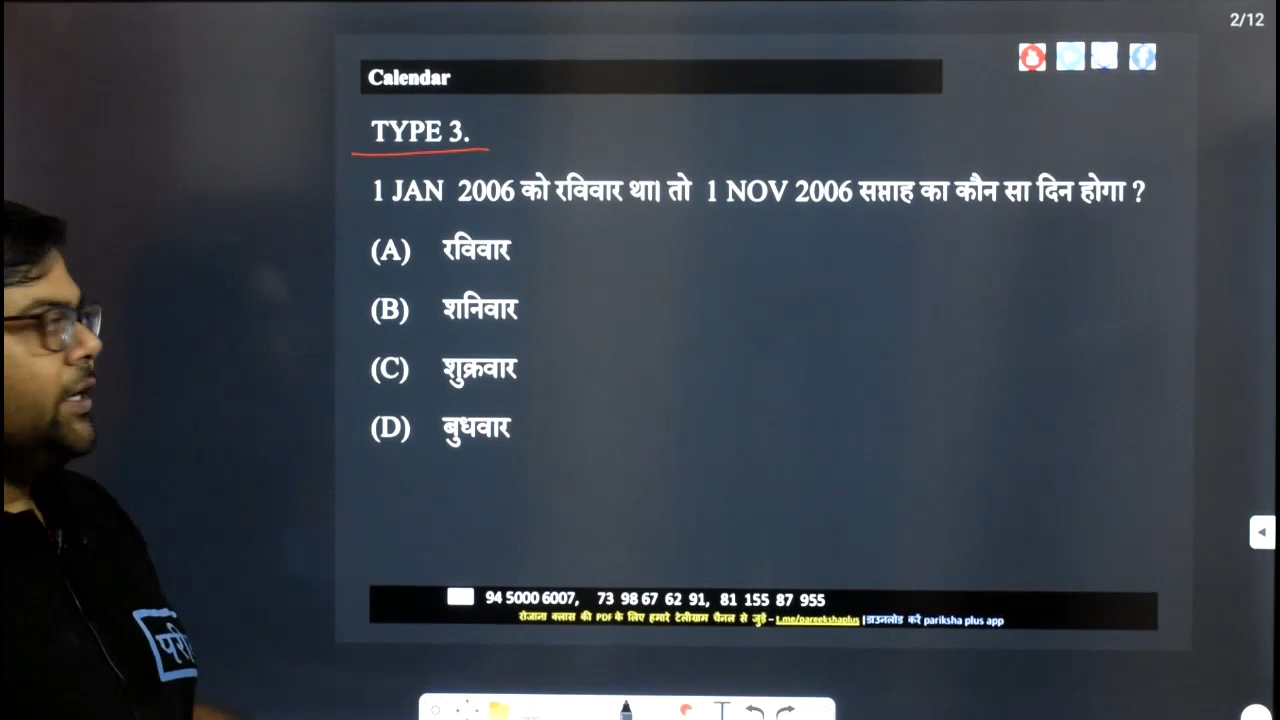 2/12
Calendar
TYPE 3.
1 JAN 2006 को रविवार था। तो 1 NOV 2006 सप्ताह का कौन सा दिन होगा ?
(A) रविवार
(B) शनिवार
(C) शुक्रवार
(D) बुधवार
94 5000 6007, 73 98 67 62 91, 81 155 87 955
रोजाना क्लास की PDF के लिए हमारे टेलीग्राम चैनल से जुड़ें – t.me/pareekshaplus |डाउनलोड करें pariksha plus app
T